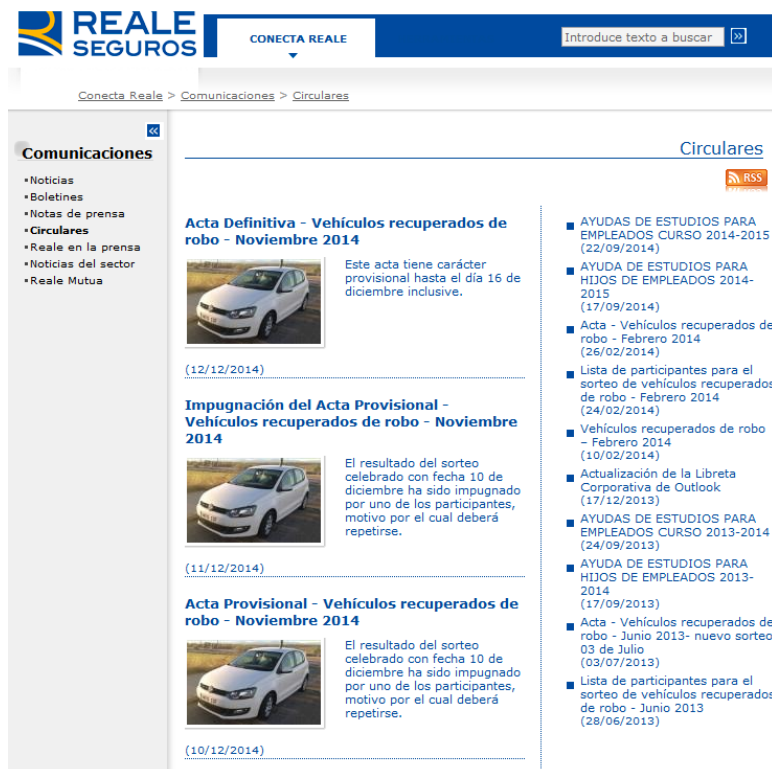 REALE
SEGUROS
CONECTA REALE
Introduce texto a buscar
Conecta Reale > Comunicaciones > Circulares
Comunicaciones
Noticias
Boletines
Notas de prensa
Circulares
Reale en la prensa
Noticias del sector
Reale Mutua
Circulares
RSS
Acta Definitiva - Vehículos recuperados de
robo - Noviembre 2014
Este acta tiene carácter
provisional hasta el día 16 de
diciembre inclusive.
(12/12/2014)
Impugnación del Acta Provisional -
Vehículos recuperados de robo - Noviembre
2014
El resultado del sorteo
celebrado con fecha 10 de
diciembre ha sido impugnado
por uno de los participantes,
motivo por el cual deberá
repetirse.
(11/12/2014)
Acta Provisional - Vehículos recuperados de
robo - Noviembre 2014
El resultado del sorteo
celebrado con fecha 10 de
diciembre ha sido impugnado
por uno de los participantes,
motivo por el cual deberá
repetirse.
(10/12/2014)
AYUDAS DE ESTUDIOS PARA
EMPLEADOS CURSO 2014-2015
(22/09/2014)
AYUDA DE ESTUDIOS PARA
HIJOS DE EMPLEADOS 2014-
2015
(17/09/2014)
Acta - Vehículos recuperados de
robo - Febrero 2014
(26/02/2014)
Lista de participantes para el
sorteo de vehículos recuperados
de robo - Febrero 2014
(24/02/2014)
Vehículos recuperados de robo
– Febrero 2014
(10/02/2014)
Actualización de la Libreta
Corporativa de Outlook
(17/12/2013)
AYUDAS DE ESTUDIOS PARA
EMPLEADOS CURSO 2013-2014
(24/09/2013)
AYUDA DE ESTUDIOS PARA
HIJOS DE EMPLEADOS 2013-
2014
(17/09/2013)
Acta - Vehículos recuperados de
robo - Junio 2013- nuevo sorteo
03 de Julio
(03/07/2013)
Lista de participantes para el
sorteo de vehículos recuperados
de robo - Junio 2013
(28/06/2013)